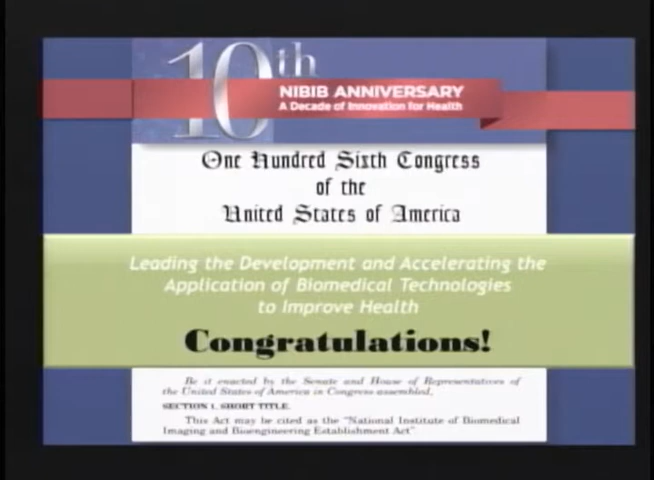 10th
NIBIB ANNIVERSARY
A Decade of Innovation for Health
One Hundred Sixth Congress
of the
United States of America
Leading the Development and Accelerating the
Application of Biomedical Technologies
to Improve Health
Congratulations!
Be it enacted by the Senate and House of Representatives of
the United States of America in Congress assembled,
SECTION 1. SHORT TITLE.
This Act may be cited as the "National Institute of Biomedical
Imaging and Bioengineering Establishment Act"